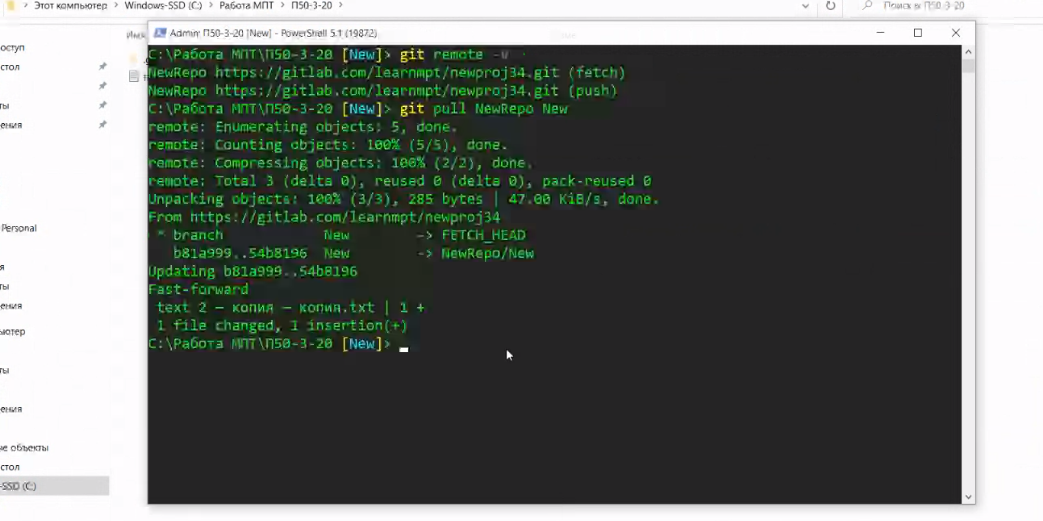 Этот компьютер > Windows-SSD (C:) > Работа МПТ > П50-3-20 >
Поиск в П50-3-20
Admin: П50-3-20 [New] - PowerShell 5.1 (19872)
C:\Работа МПТ\П50-3-20 [New]> git remote -v
NewRepo https://gitlab.com/learnmpt/newproj34.git (fetch)
NewRepo https://gitlab.com/learnmpt/newproj34.git (push)
C:\Работа МПТ\П50-3-20 [New]> git pull NewRepo New
remote: Enumerating objects: 5, done.
remote: Counting objects: 100% (5/5), done.
remote: Compressing objects: 100% (2/2), done.
remote: Total 3 (delta 0), reused 0 (delta 0), pack-reused 0
Unpacking objects: 100% (3/3), 285 bytes | 47.00 KiB/s, done.
From https://gitlab.com/learnmpt/newproj34
* branch New -> FETCH_HEAD
b81a999..54b8196 New -> NewRepo/New
Updating b81a999..54b8196
Fast-forward
text 2 — копия — копия.txt | 1 +
1 file changed, 1 insertion(+)
C:\Работа МПТ\П50-3-20 [New]>
оступ
стол
ты
ения
Personal
я
ты
ения
ьютер
ты
ения
ые объекты
стол
-SSD (C:)